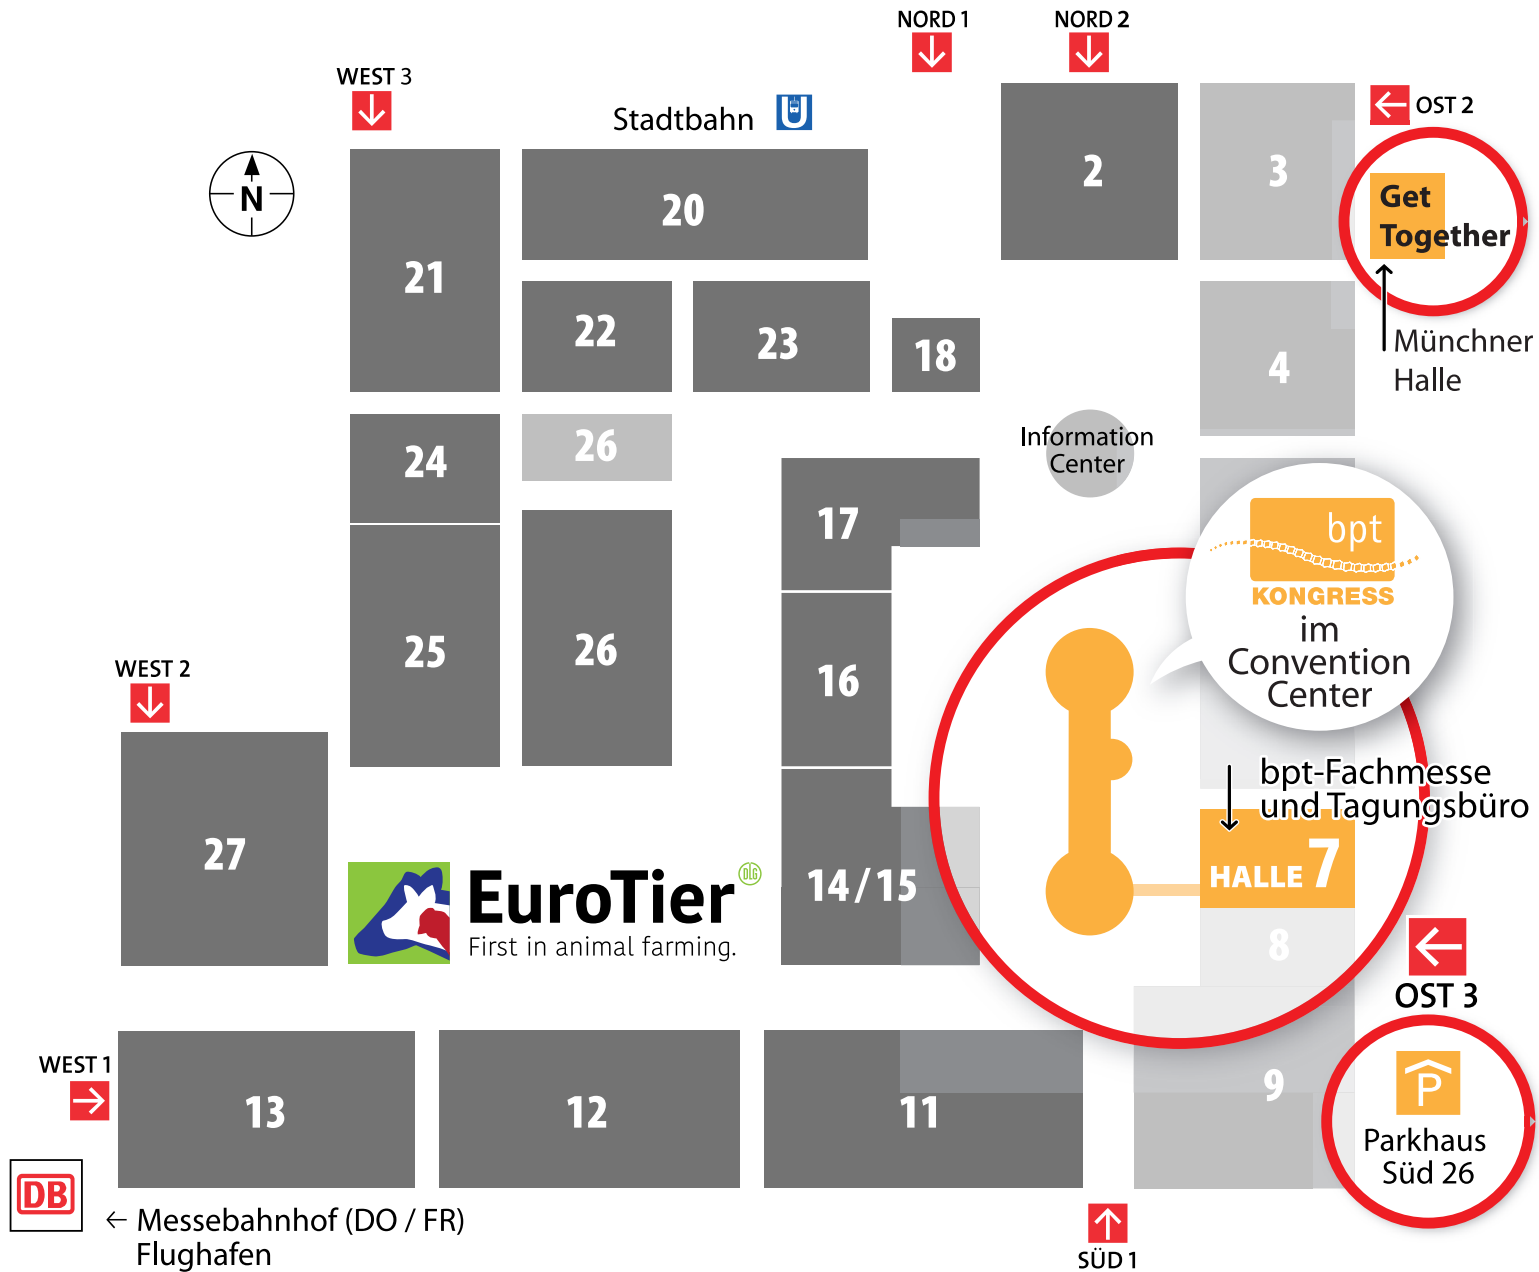 NORD 1
NORD 2
WEST 3
Stadtbahn
U
OST 2
N
2
3
Get
Together
20
21
22
23
18
4
Münchner
Halle
24
26
Information
Center
17
bpt
KONGRESS
im
Convention
Center
25
26
16
WEST 2
bpt-Fachmesse
und Tagungsbüro
27
EuroTier
DLG
First in animal farming.
14 / 15
HALLE 7
8
OST 3
WEST 1
13
12
11
9
P
Parkhaus
Süd 26
DB
← Messebahnhof (DO / FR)
Flughafen
SÜD 1